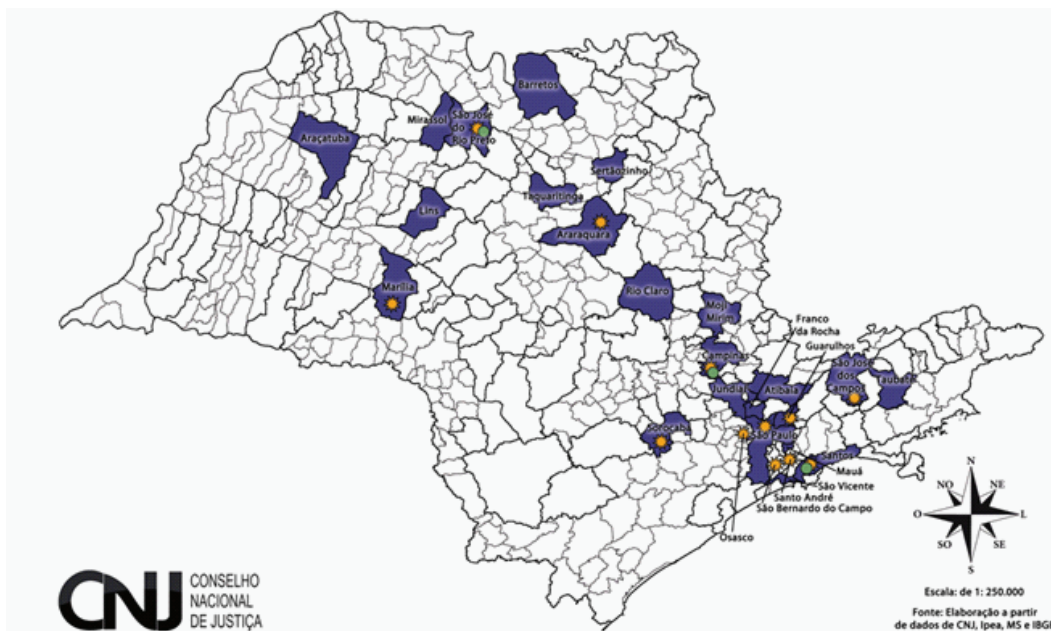 Barretos
Mirassol
São José
do
Rio Preto
Araçatuba
Sertãozinho
Taquaritinga
Lins
Araraquara
Marília
Rio Claro
Moji
Mirim
Franco
da Rocha
Guarulhos
Campinas
São José
dos
Campos
Taubaté
Jundiaí
Atibaia
Sorocaba
São Paulo
Santos
Mauá
São Vicente
Santo André
São Bernardo do Campo
Osasco
N
NO
NE
O
L
SO
SE
S
CNJ
CONSELHO
NACIONAL
DE JUSTIÇA
Escala: de 1: 250.000
Fonte: Elaboração a partir
de dados de CNJ, Ipea, MS e IBGE